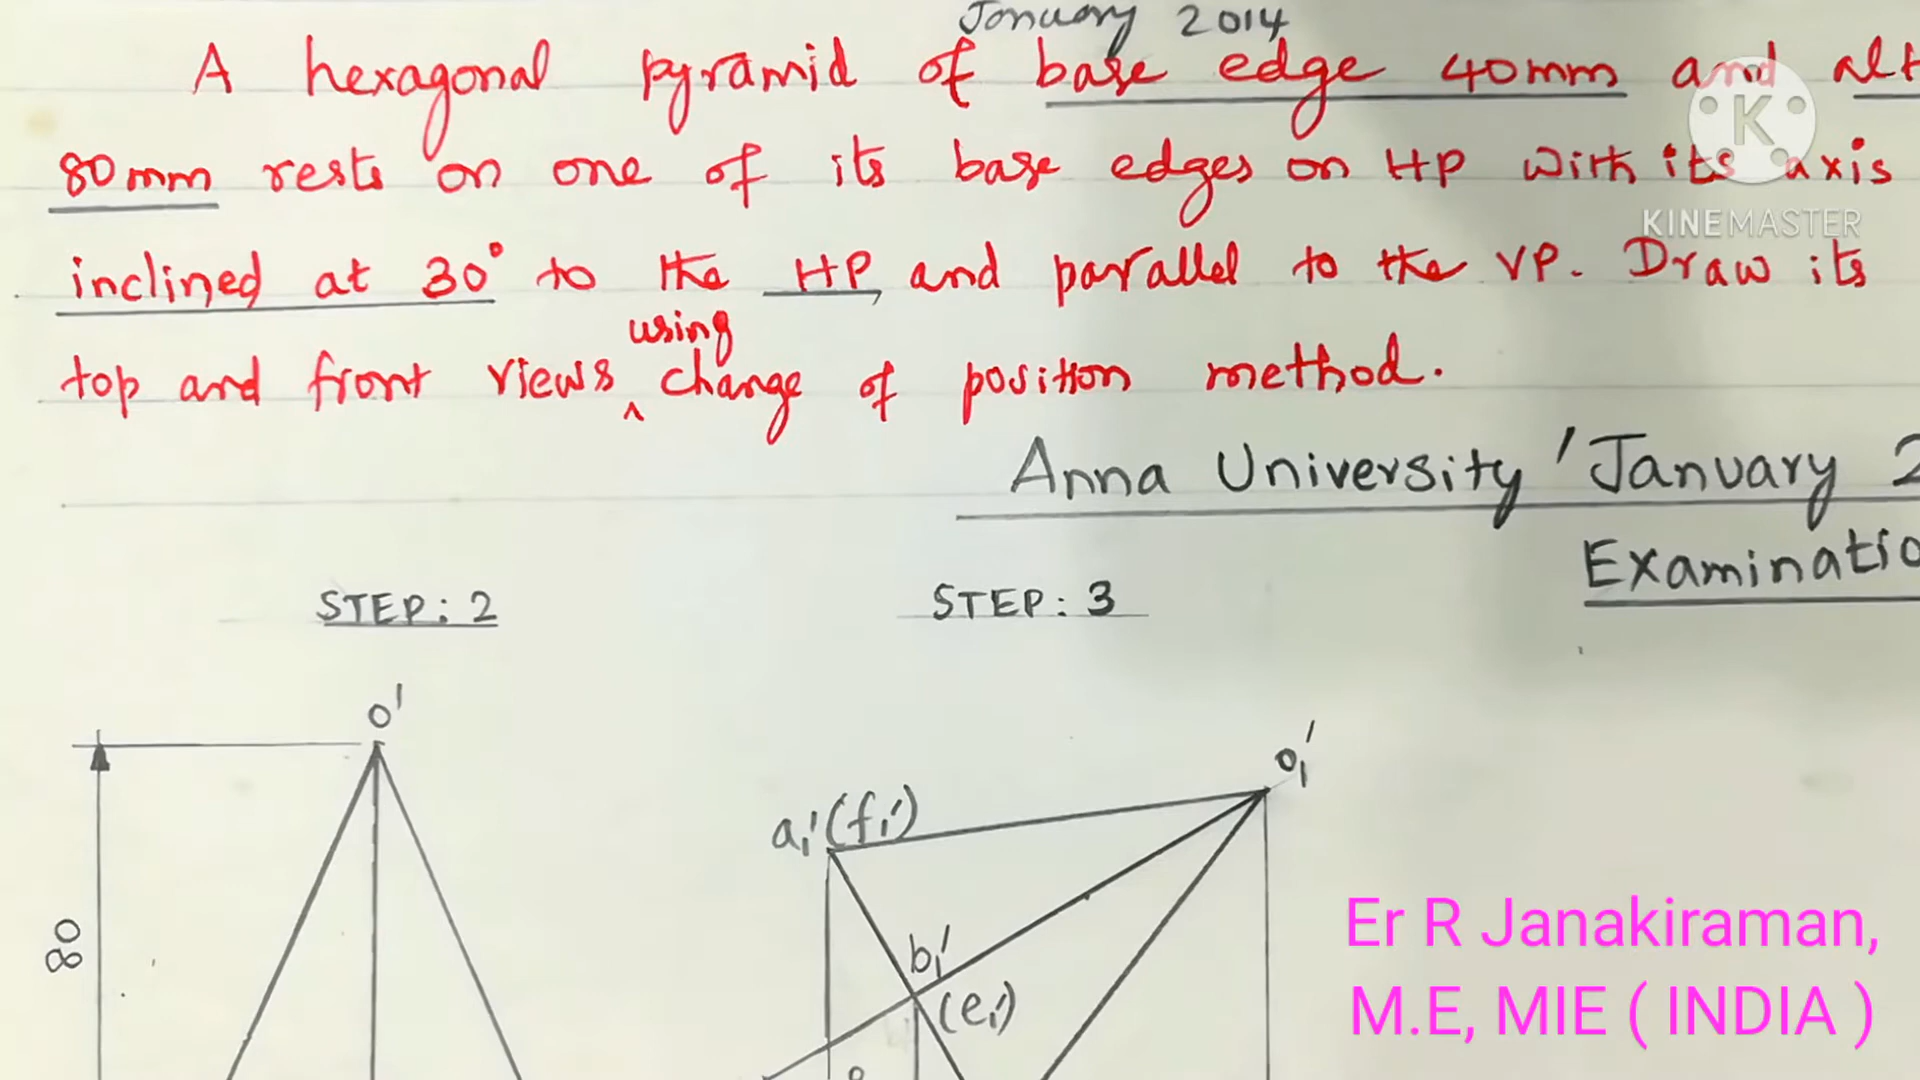 January 2014
A hexagonal pyramid of base edge 40mm and alt
80mm rests on one of its base edges on HP with its axis
inclined at 30° to the HP, and parallel to the VP. Draw its
using
top and front views ^ change of position method.
K
KINEMASTER
Anna University 'January 2
Examinatio
STEP: 2
STEP: 3
o'
o₁'
a₁'(f₁')
80
b₁'
(e₁')
Er R Janakiraman,
M.E, MIE ( INDIA )